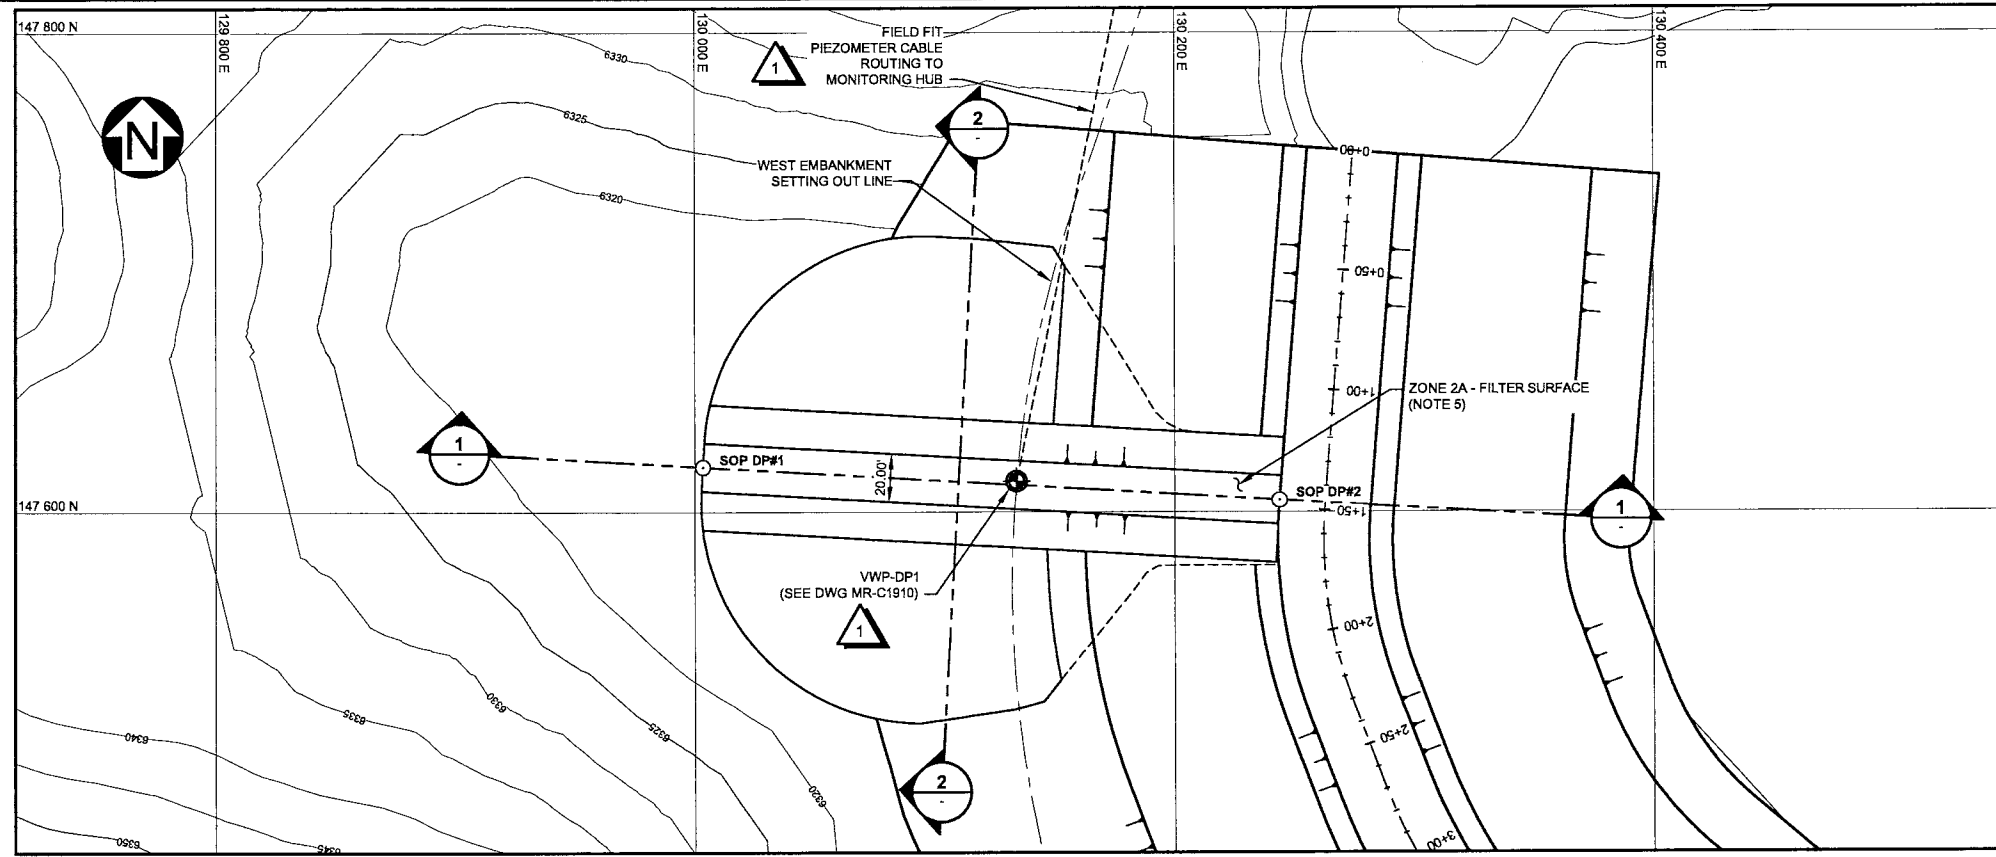 147 800 N
129 800 E
130 000 E
130 200 E
130 400 E
FIELD FIT
PIEZOMETER CABLE
ROUTING TO
MONITORING HUB
1
6330
N
6325
2
-
WEST EMBANKMENT
SETTING OUT LINE
6320
0+00
0+50
1+00
ZONE 2A - FILTER SURFACE
(NOTE 5)
1
-
SOP DP#1
20.00'
SOP DP#2
1+50
1
-
147 600 N
VWP-DP1
(SEE DWG MR-C1910)
1
2+00
6330
6335
6325
6340
2+50
2
-
6320
3+00
6350
6345